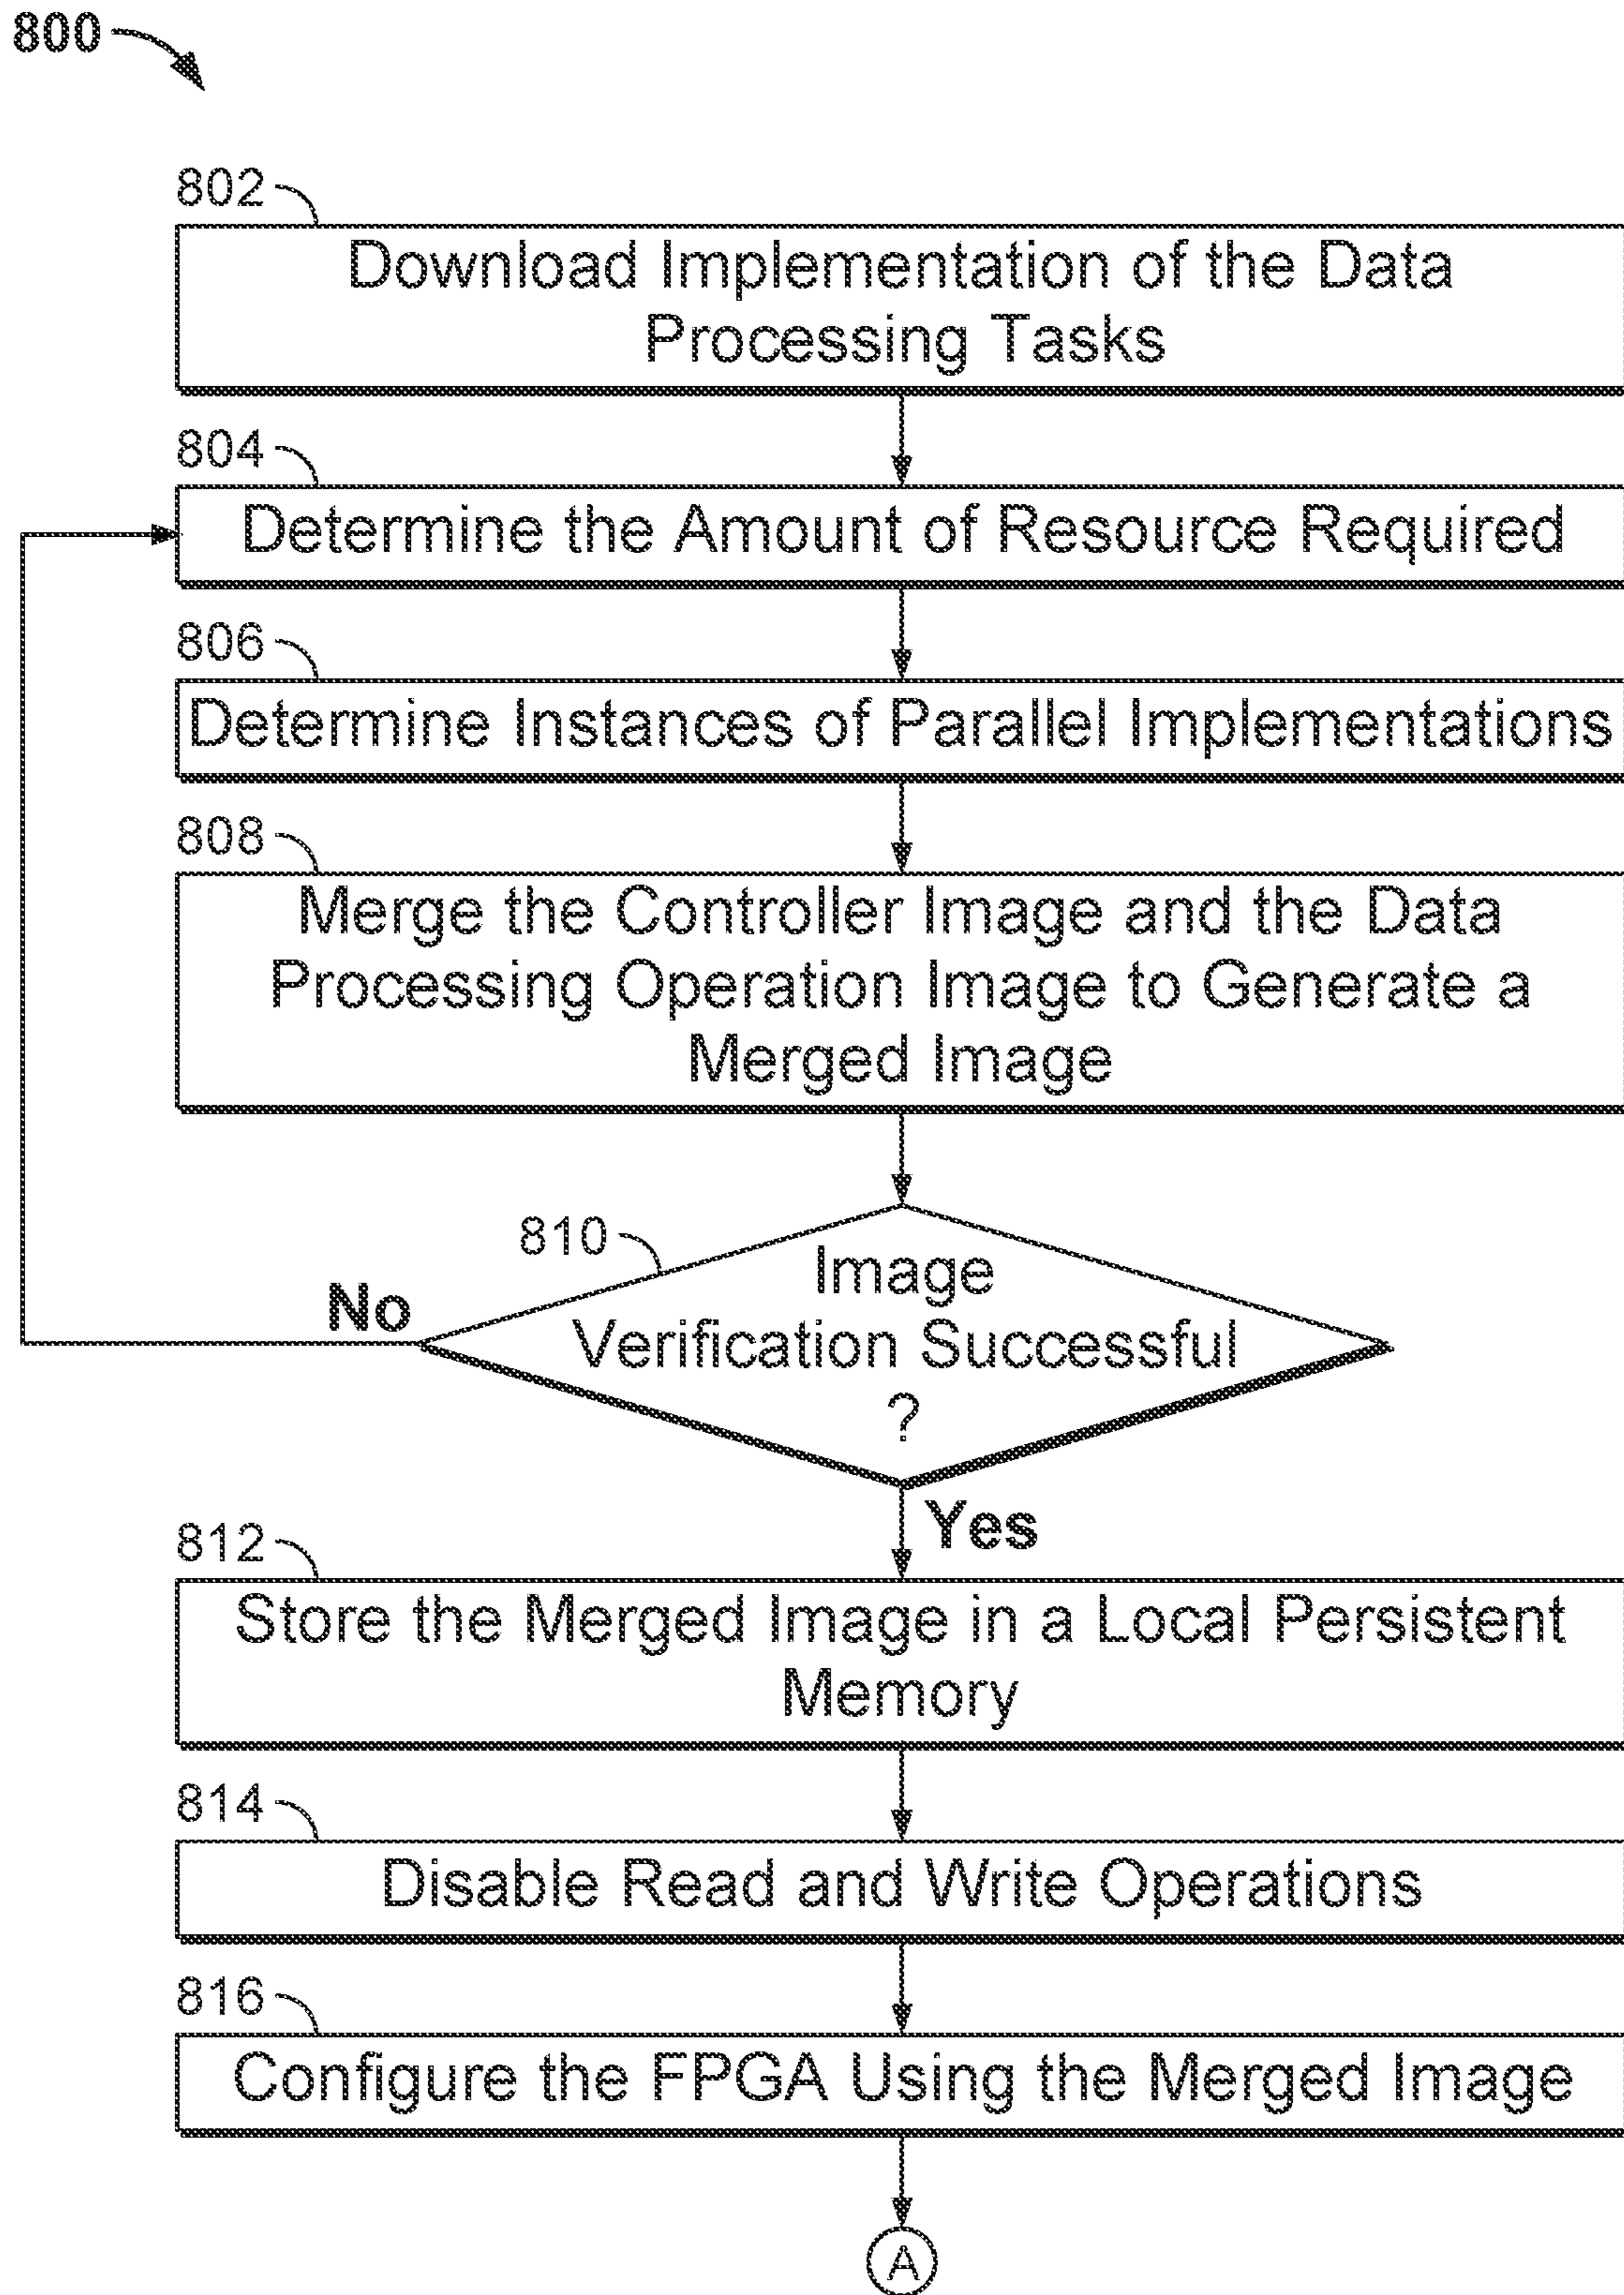 800
802
Download Implementation of the Data
Processing Tasks
804
Determine the Amount of Resource Required
806
Determine Instances of Parallel Implementations
808
Merge the Controller Image and the Data
Processing Operation Image to Generate a
Merged Image
810
Image
Verification Successful
?
No
Yes
812
Store the Merged Image in a Local Persistent
Memory
814
Disable Read and Write Operations
816
Configure the FPGA Using the Merged Image
A